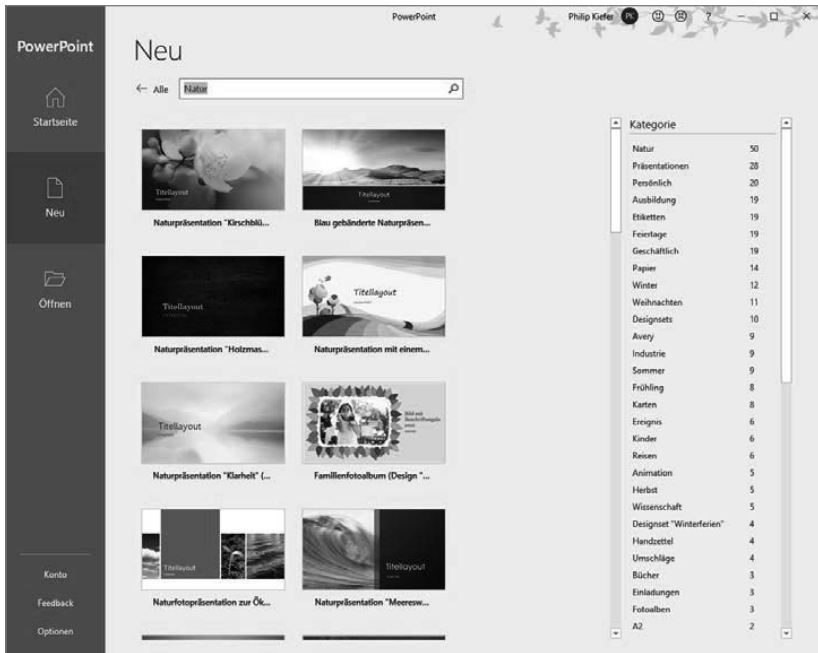 PowerPoint
Philip Kiefer
PK
?
PowerPoint
Neu
← Alle
Natur
Startseite
Neu
Öffnen
Konto
Feedback
Optionen
Titellayout
Naturpräsentation "Kirschblü...
Titellayout
Blau gebänderte Naturpräsen...
Titellayout
Naturpräsentation "Holzmas...
Titellayout
Naturpräsentation mit einem...
Titellayout
Naturpräsentation "Klarheit" (...
Bild mit
Beschriftungslayout
Familienfotoalbum (Design "...
Titellayout
Naturfotopräsentation zur Ök...
Titellayout
Naturpräsentation "Meeresw...
Kategorie
Natur 50
Präsentationen 28
Persönlich 20
Ausbildung 19
Etiketten 19
Feiertage 19
Geschäftlich 19
Papier 14
Winter 12
Weihnachten 11
Designsets 10
Avery 9
Industrie 9
Sommer 9
Frühling 8
Karten 8
Ereignis 6
Kinder 6
Reisen 6
Animation 5
Herbst 5
Wissenschaft 5
Designset "Winterferien" 4
Handzettel 4
Umschläge 4
Bücher 3
Einladungen 3
Fotoalben 3
A2 2